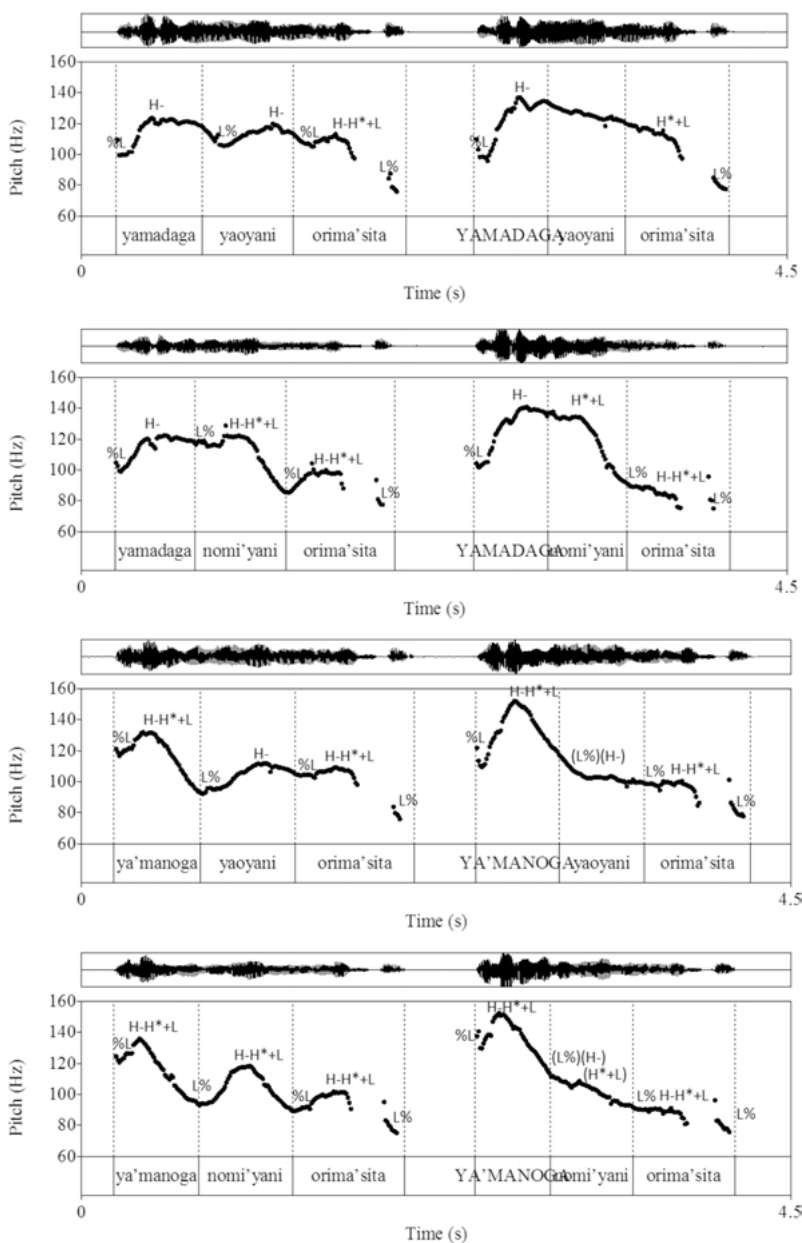 160
140
120
100
80
60
Pitch (Hz)
%L H- L% H- %L H-H*+L L% %L H- H*+L L%
yamadaga yaoyani orima’sita YAMADAGA yaoyani orima’sita
0 4.5
Time (s)
160
140
120
100
80
60
Pitch (Hz)
%L H- L% H-H*+L %L H-H*+L L% %L H- H*+L L% H-H*+L L%
yamadaga nomi’yani orima’sita YAMADAGA nomi’yani orima’sita
0 4.5
Time (s)
160
140
120
100
80
60
Pitch (Hz)
%L H-H*+L L% H- %L H-H*+L L% %L H-H*+L (L%)(H-) L% H-H*+L L%
ya’manoga yaoyani orima’sita YA’MANOGA yaoyani orima’sita
0 4.5
Time (s)
160
140
120
100
80
60
Pitch (Hz)
%L H-H*+L L% H-H*+L %L H-H*+L L% %L H-H*+L (L%)(H-) (H*+L) L% H-H*+L L%
ya’manoga nomi’yani orima’sita YA’MANOGA nomi’yani orima’sita
0 4.5
Time (s)